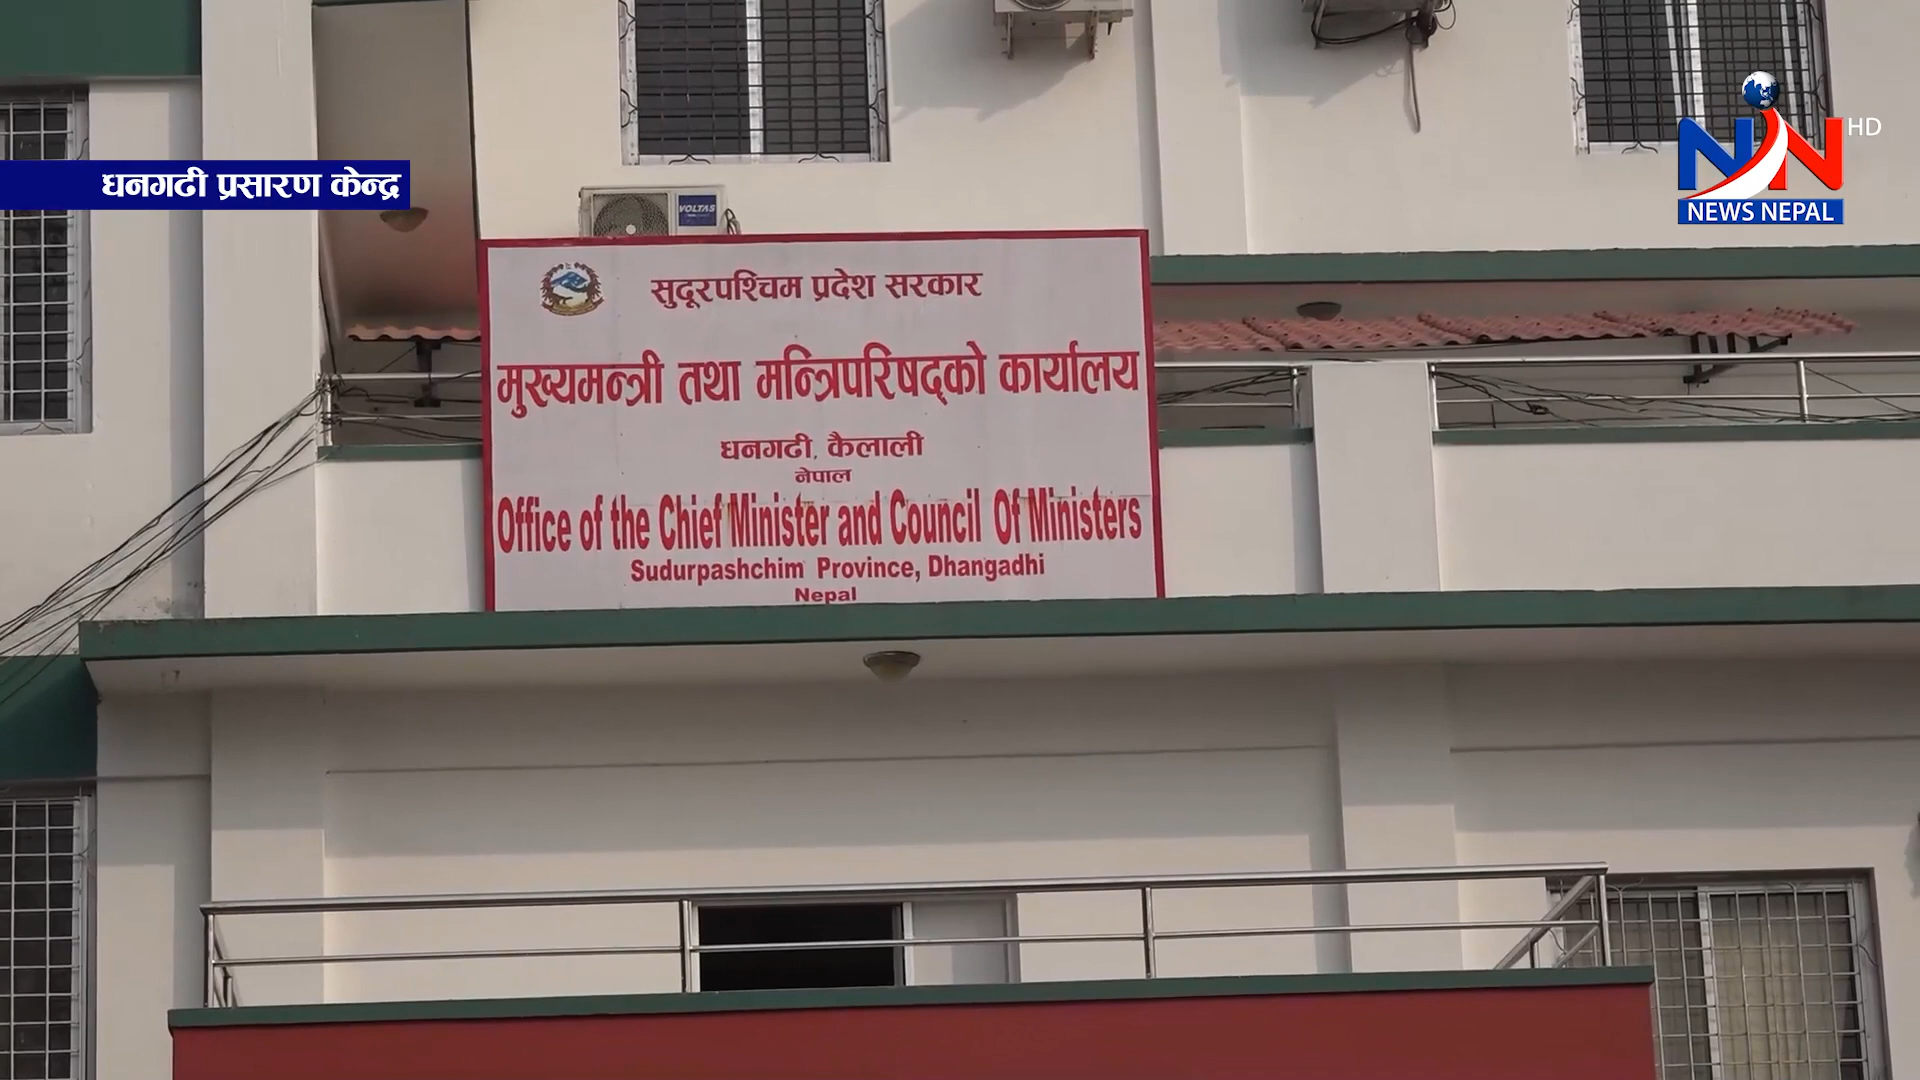 धनगढी प्रसारण केन्द्र
HD
NN
NEWS NEPAL
VOLTAS
सुदूरपश्चिम प्रदेश सरकार
मुख्यमन्त्री तथा मन्त्रिपरिषद्को कार्यालय
धनगढी, कैलाली
नेपाल
Office of the Chief Minister and Council Of Ministers
Sudurpashchim Province, Dhangadhi
Nepal